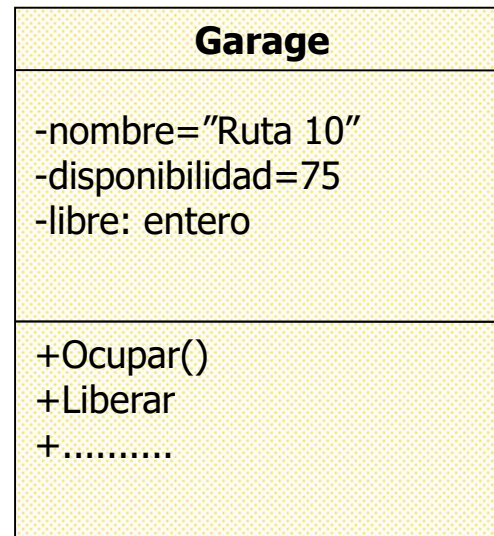 Garage
-nombre=”Ruta 10”
-disponibilidad=75
-libre: entero
+Ocupar()
+Liberar
+..........